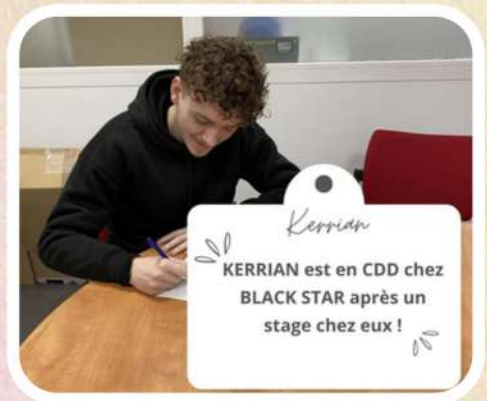 Kerrian
KERRIAN est en CDD chez
BLACK STAR après un
stage chez eux !